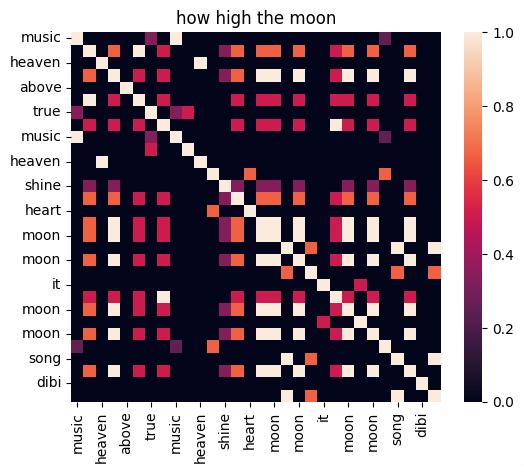 how high the moon
music
heaven
above
true
music
heaven
shine
heart
moon
moon
it
moon
moon
song
dibi
music
heaven
above
true
music
heaven
shine
heart
moon
moon
it
moon
moon
song
dibi
1.0
0.8
0.6
0.4
0.2
0.0